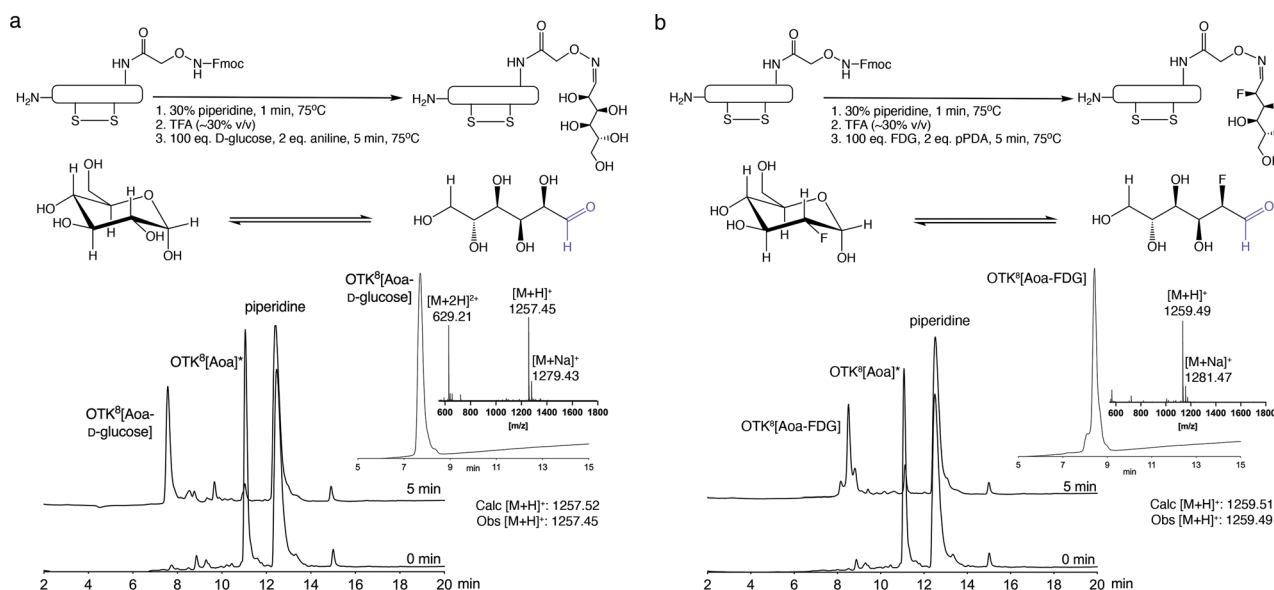 a
O
O
HN
N
H
Fmoc
H₂N
S S
1. 30% piperidine, 1 min, 75ºC
2. TFA (~30% v/v)
3. 100 eq. D-glucose, 2 eq. aniline, 5 min, 75ºC
O
HN
O
N
H₂N
S S
HO
OH
HO
OH
OH
H
OH
HO
H
O
HO
H
OH
H
H
OH
H
OH
OH
O
HO
OH
OH
H
OTK⁸[Aoa-
D-glucose]
[M+2H]²⁺
629.21
[M+H]⁺
1257.45
[M+Na]⁺
1279.43
600 800 1000 1200 1400 1600 1800
[m/z]
5 7 9 11 13 15
min
piperidine
OTK⁸[Aoa]*
OTK⁸[Aoa-
D-glucose]
5 min
Calc [M+H]⁺: 1257.52
Obs [M+H]⁺: 1257.45
0 min
2 4 6 8 10 12 14 16 18 20 min
b
O
O
HN
N
H
Fmoc
H₂N
S S
1. 30% piperidine, 1 min, 75ºC
2. TFA (~30% v/v)
3. 100 eq. FDG, 2 eq. pPDA, 5 min, 75ºC
O
HN
O
N
H₂N
S S
F
HO
H
OH
HO
H
O
HO
H
F
H
H
OH
H
OH
F
O
HO
OH
OH
H
OTK⁸[Aoa-FDG]
[M+H]⁺
1259.49
[M+Na]⁺
1281.47
600 800 1000 1200 1400 1600 1800
[m/z]
5 7 9 11 13 15
min
piperidine
OTK⁸[Aoa]*
OTK⁸[Aoa-FDG]
5 min
Calc [M+H]⁺: 1259.51
Obs [M+H]⁺: 1259.49
0 min
2 4 6 8 10 12 14 16 18 20 min